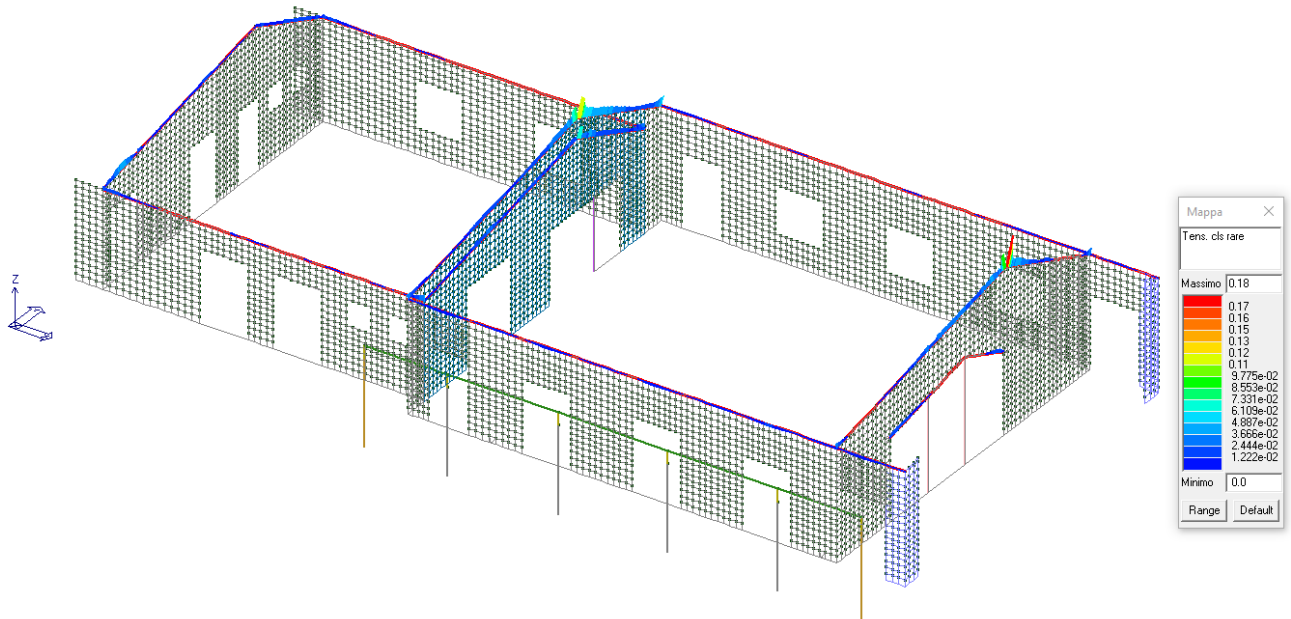 Z
Mappa
Tens. cls rare
Massimo 0.18
0.17
0.16
0.15
0.13
0.12
0.11
9.775e-02
8.553e-02
7.331e-02
6.109e-02
4.887e-02
3.666e-02
2.444e-02
1.222e-02
Minimo 0.0
Range Default